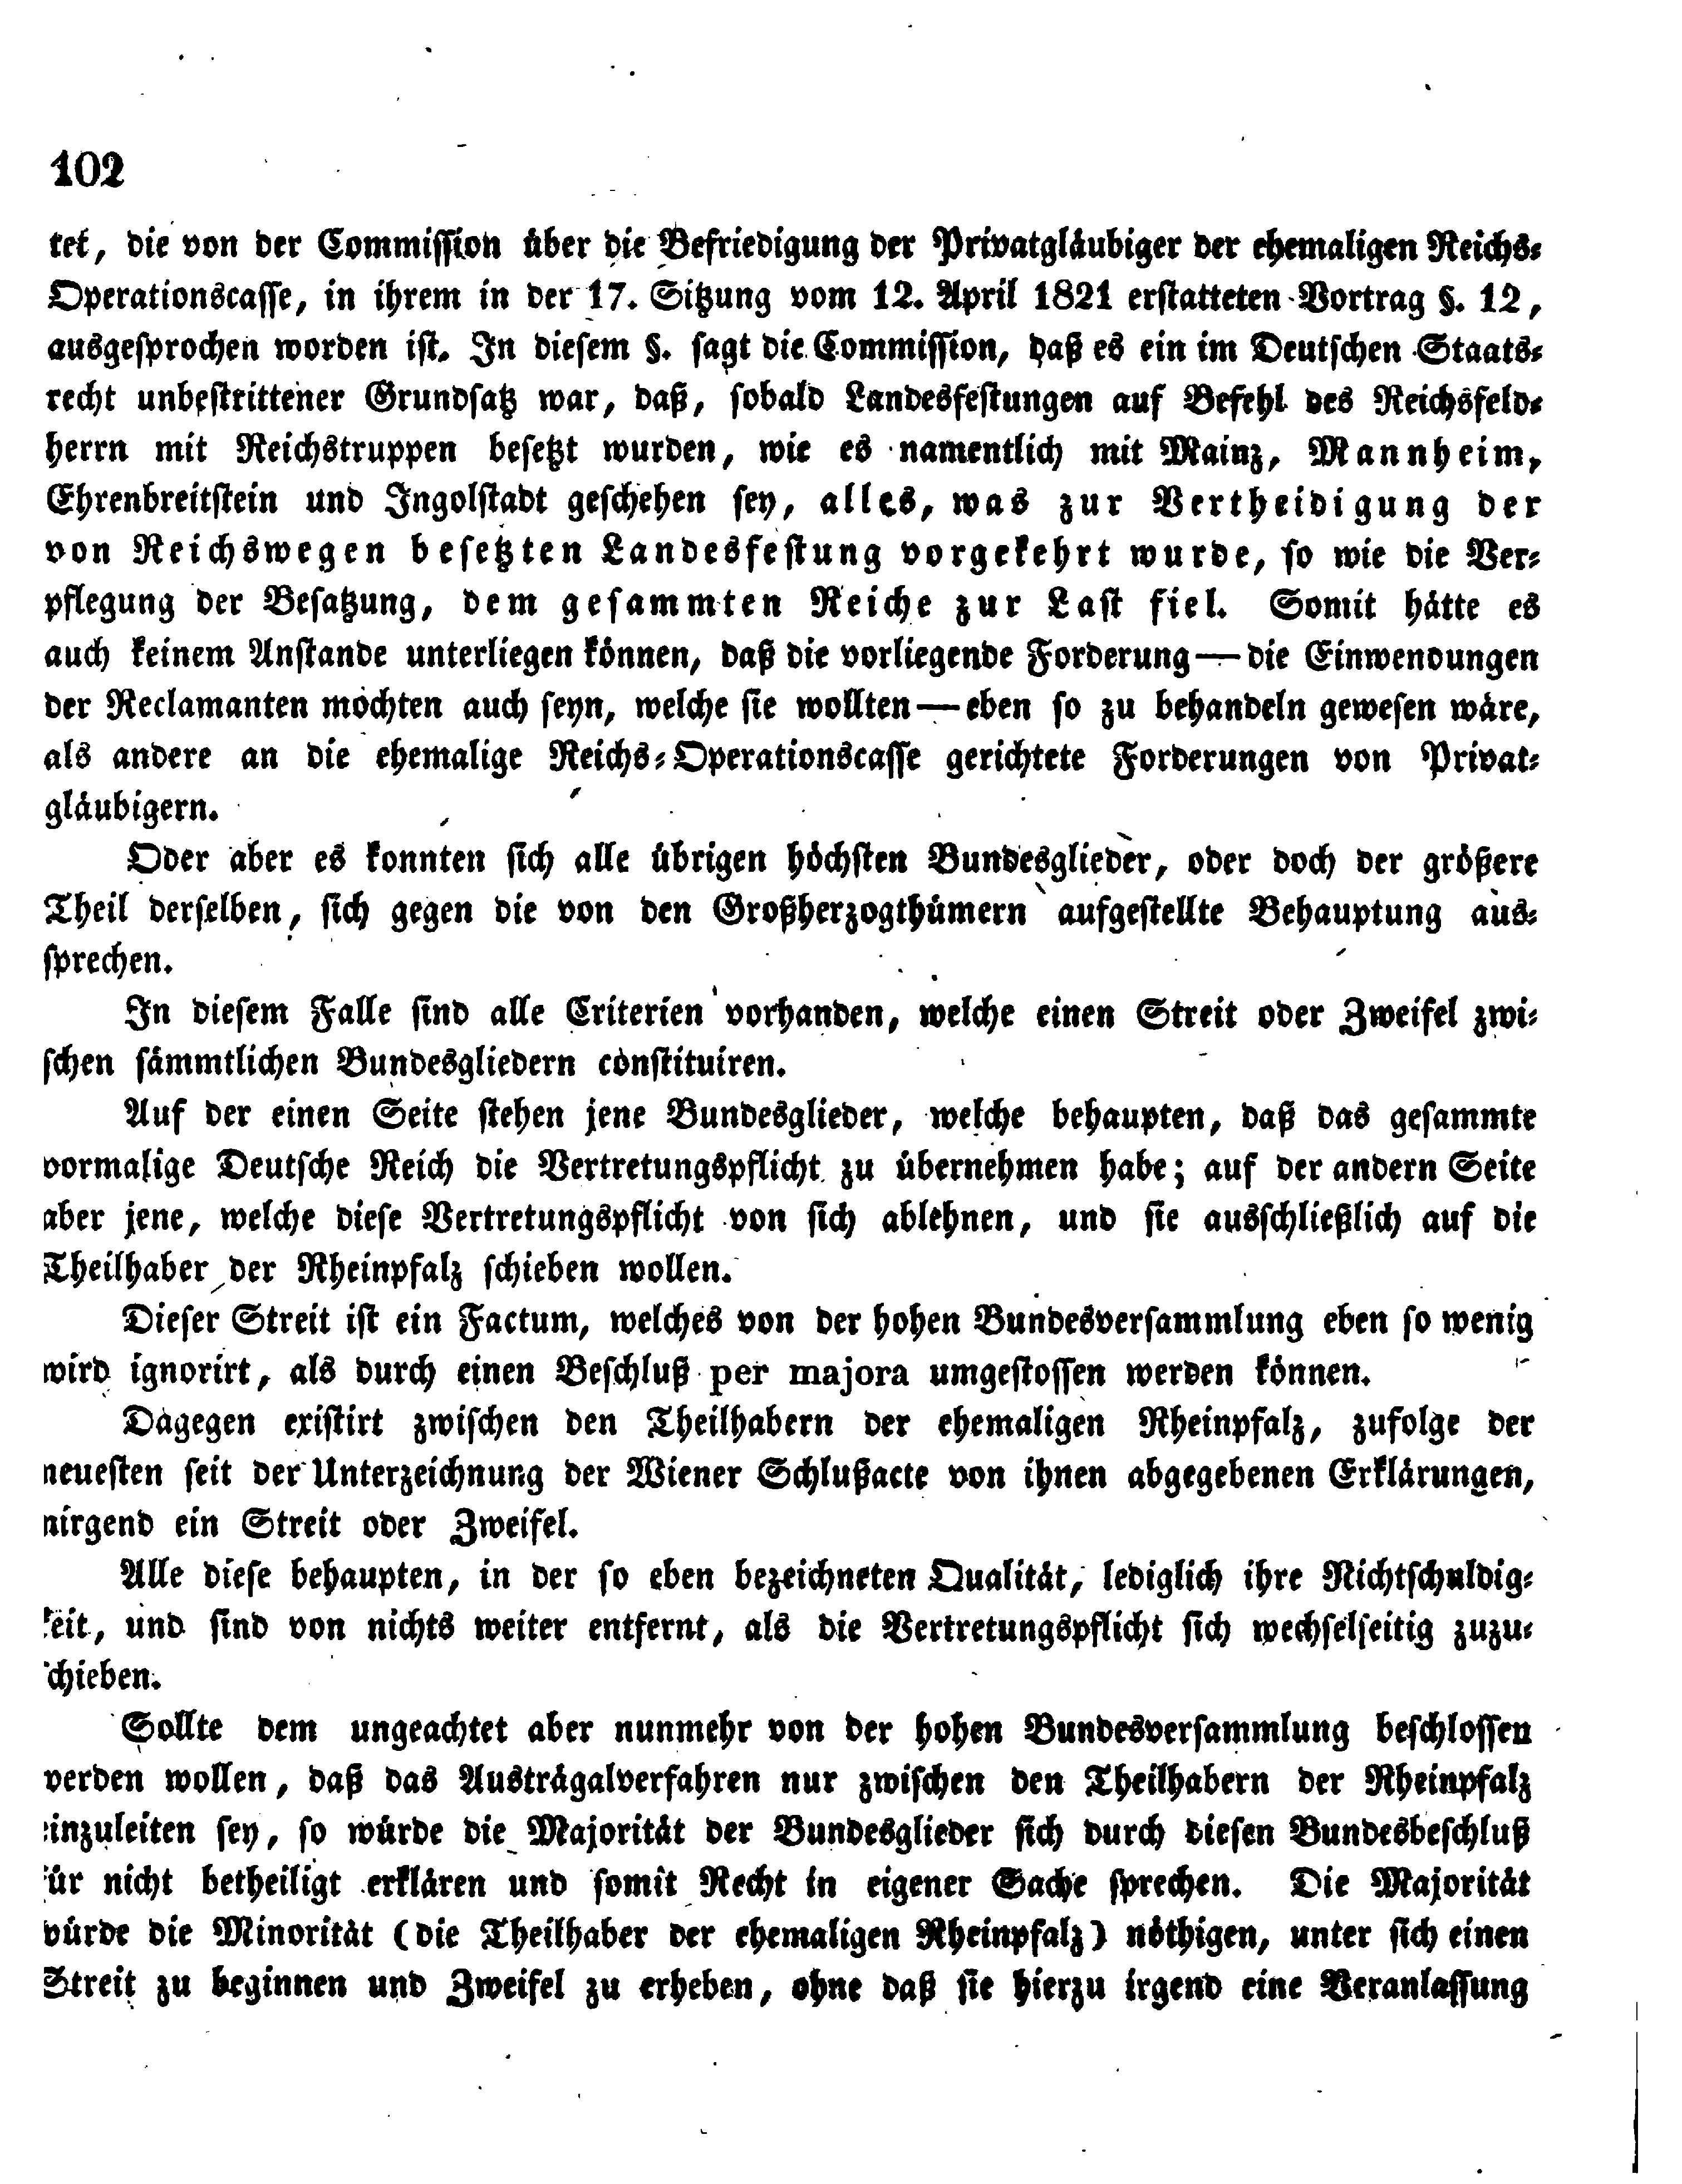 102
tet, die von der Commission über die Befriedigung der Privatgläubiger der ehemaligen Reichs-
Operationscasse, in ihrem in der 17. Sitzung vom 12. April 1821 erstatteten Vortrag §. 12,
ausgesprochen worden ist. In diesem §. sagt die Commission, daß es ein im Deutschen Staats-
recht unbestrittener Grundsatz war, daß, sobald Landesfestungen auf Befehl des Reichsfeld-
herrn mit Reichstruppen besetzt wurden, wie es namentlich mit Mainz, Mannheim,
Ehrenbreitstein und Ingolstadt geschehen sey, alles, was zur Vertheidigung der
von Reichswegen besetzten Landesfestung vorgekehrt wurde, so wie die Ver-
pflegung der Besatzung, dem gesammten Reiche zur Last fiel. Somit hätte es
auch keinem Anstande unterliegen können, daß die vorliegende Forderung — die Einwendungen
der Reclamanten möchten auch seyn, welche sie wollten — eben so zu behandeln gewesen wäre,
als andere an die ehemalige Reichs-Operationscasse gerichtete Forderungen von Privat-
gläubigern.
Oder aber es konnten sich alle übrigen höchsten Bundesglieder, oder doch der größere
Theil derselben, sich gegen die von den Großherzogthümern aufgestellte Behauptung aus-
sprechen.
In diesem Falle sind alle Criterien vorhanden, welche einen Streit oder Zweifel zwi-
schen sämmtlichen Bundesgliedern constituiren.
Auf der einen Seite stehen jene Bundesglieder, welche behaupten, daß das gesammte
vormalige Deutsche Reich die Vertretungspflicht zu übernehmen habe; auf der andern Seite
aber jene, welche diese Vertretungspflicht von sich ablehnen, und sie ausschließlich auf die
Theilhaber der Rheinpfalz schieben wollen.
Dieser Streit ist ein Factum, welches von der hohen Bundesversammlung eben so wenig
wird ignorirt, als durch einen Beschluß per majora umgestossen werden können.
Dagegen existirt zwischen den Theilhabern der ehemaligen Rheinpfalz, zufolge der
neuesten seit der Unterzeichnung der Wiener Schlußacte von ihnen abgegebenen Erklärungen,
nirgend ein Streit oder Zweifel.
Alle diese behaupten, in der so eben bezeichneten Qualität, lediglich ihre Nichtschuldig-
keit, und sind von nichts weiter entfernt, als die Vertretungspflicht sich wechselseitig zuzu-
schieben.
Sollte dem ungeachtet aber nunmehr von der hohen Bundesversammlung beschlossen
werden wollen, daß das Austrägalverfahren nur zwischen den Theilhabern der Rheinpfalz
einzuleiten sey, so würde die Majorität der Bundesglieder sich durch diesen Bundesbeschluß
für nicht betheiligt erklären und somit Recht in eigener Sache sprechen. Die Majorität
würde die Minorität (die Theilhaber der ehemaligen Rheinpfalz) nöthigen, unter sich einen
Streit zu beginnen und Zweifel zu erheben, ohne daß sie hierzu irgend eine Veranlassung